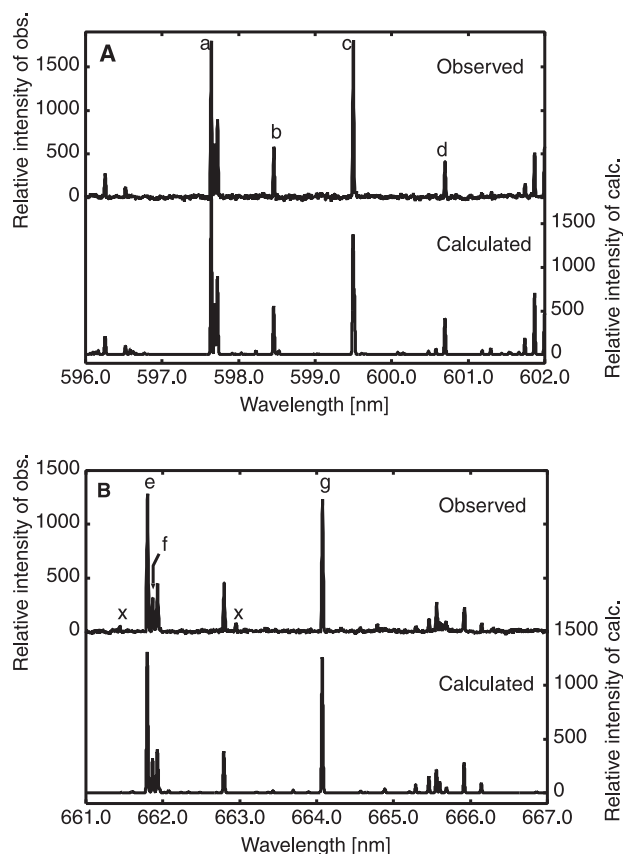 A
a
c
Observed
b
d
Relative intensity of obs.
1500
1000
500
0
Calculated
1500
1000
500
0
Relative intensity of calc.
596.0 597.0 598.0 599.0 600.0 601.0 602.0
Wavelength [nm]
B
e
g
Observed
f
x
x
Relative intensity of obs.
1500
1000
500
0
Calculated
1500
1000
500
0
Relative intensity of calc.
661.0 662.0 663.0 664.0 665.0 666.0 667.0
Wavelength [nm]